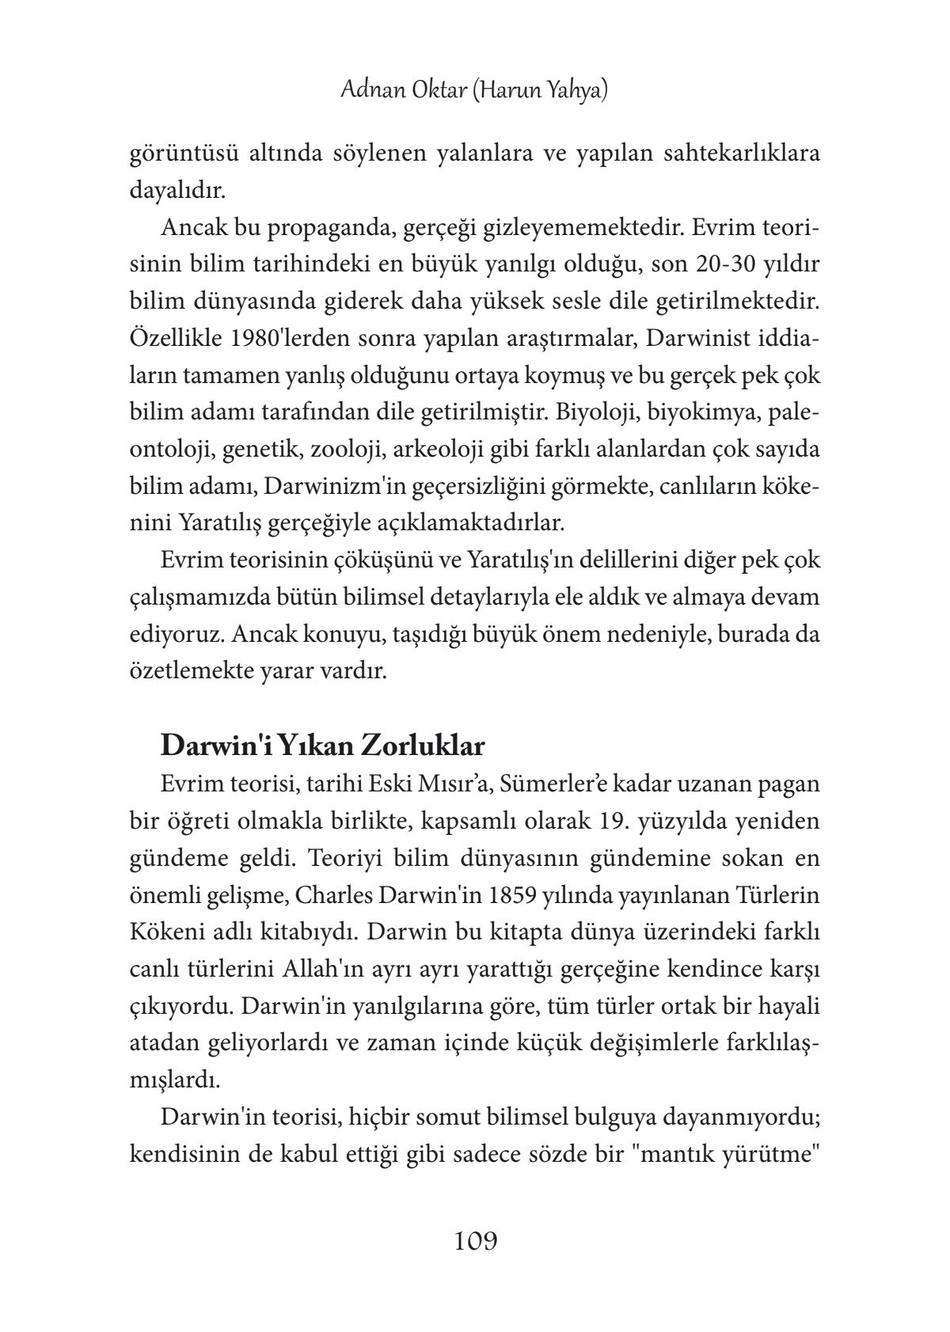 Adnan Oktar (Harun Yahya)
görüntüsü altında söylenen yalanlara ve yapılan sahtekarlıklara
dayalıdır.
Ancak bu propaganda, gerçeği gizleyememektedir. Evrim teori-
sinin bilim tarihindeki en büyük yanılgı olduğu, son 20-30 yıldır
bilim dünyasında giderek daha yüksek sesle dile getirilmektedir.
Özellikle 1980'lerden sonra yapılan araştırmalar, Darwinist iddia-
ların tamamen yanlış olduğunu ortaya koymuş ve bu gerçek pek çok
bilim adamı tarafından dile getirilmiştir. Biyoloji, biyokimya, pale-
ontoloji, genetik, zooloji, arkeoloji gibi farklı alanlardan çok sayıda
bilim adamı, Darwinizm'in geçersizliğini görmekte, canlıların köke-
nini Yaratılış gerçeğiyle açıklamaktadırlar.
Evrim teorisinin çöküşünü ve Yaratılış'ın delillerini diğer pek çok
çalışmamızda bütün bilimsel detaylarıyla ele aldık ve almaya devam
ediyoruz. Ancak konuyu, taşıdığı büyük önem nedeniyle, burada da
özetlemekte yarar vardır.
Darwin'i Yıkan Zorluklar
Evrim teorisi, tarihi Eski Mısır’a, Sümerler’e kadar uzanan pagan
bir öğreti olmakla birlikte, kapsamlı olarak 19. yüzyılda yeniden
gündeme geldi. Teoriyi bilim dünyasının gündemine sokan en
önemli gelişme, Charles Darwin'in 1859 yılında yayınlanan Türlerin
Kökeni adlı kitabıydı. Darwin bu kitapta dünya üzerindeki farklı
canlı türlerini Allah'ın ayrı ayrı yarattığı gerçeğine kendince karşı
çıkıyordu. Darwin'in yanılgılarına göre, tüm türler ortak bir hayali
atadan geliyorlardı ve zaman içinde küçük değişimlerle farklılaş-
mışlardı.
Darwin'in teorisi, hiçbir somut bilimsel bulguya dayanmıyordu;
kendisinin de kabul ettiği gibi sadece sözde bir "mantık yürütme"
109